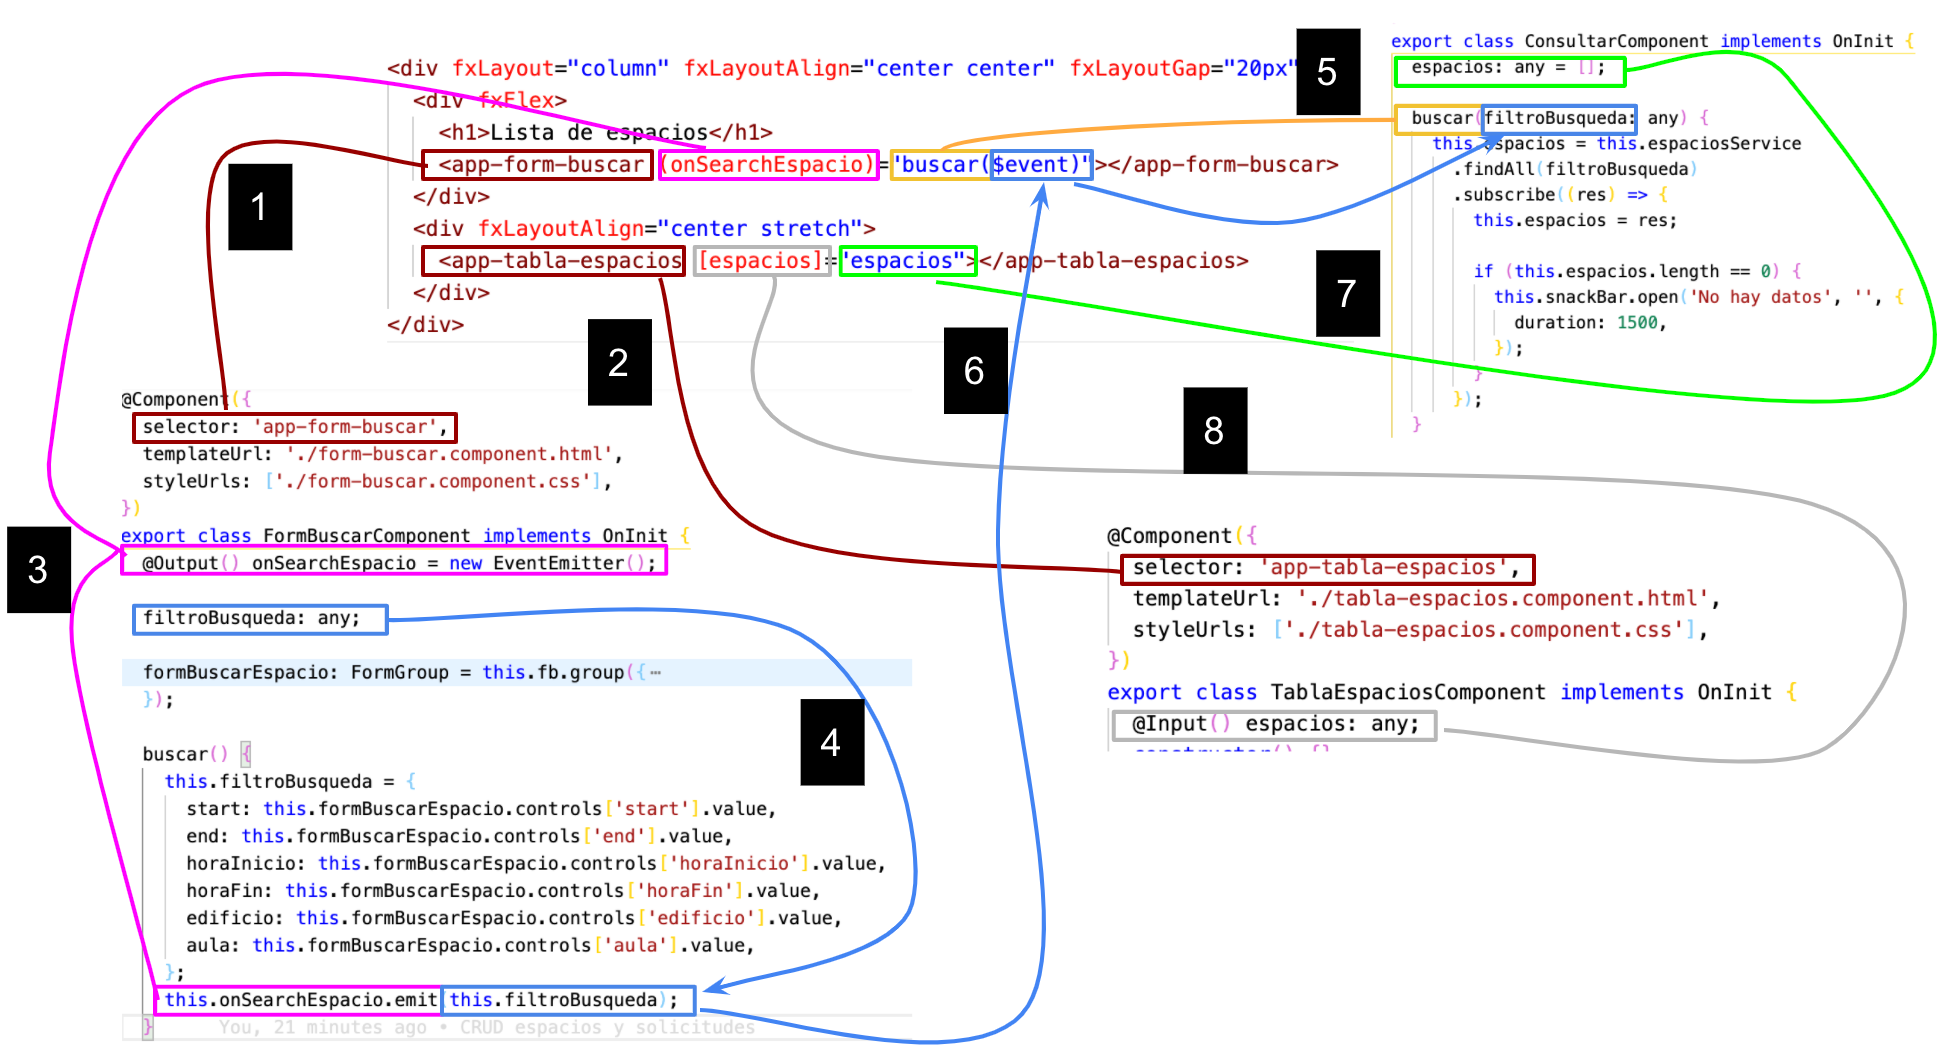 <div fxLayout="column" fxLayoutAlign="center center" fxLayoutGap="20px"
<div fxFlex>
<h1>Lista de espacios</h1>
<app-form-buscar (onSearchEspacio)="buscar($event)"></app-form-buscar>
</div>
<div fxLayoutAlign="center stretch">
<app-tabla-espacios [espacios]="espacios"></app-tabla-espacios>
</div>
</div>
5
export class ConsultarComponent implements OnInit {
espacios: any = [];
buscar(filtroBusqueda: any) {
this.espacios = this.espaciosService
.findAll(filtroBusqueda)
.subscribe((res) => {
this.espacios = res;
if (this.espacios.length == 0) {
this.snackBar.open('No hay datos', '', {
duration: 1500,
});
}
});
}
1
2
6
7
8
@Component({
selector: 'app-form-buscar',
templateUrl: './form-buscar.component.html',
styleUrls: ['./form-buscar.component.css'],
})
export class FormBuscarComponent implements OnInit {
@Output() onSearchEspacio = new EventEmitter();
3
filtroBusqueda: any;
formBuscarEspacio: FormGroup = this.fb.group({⋯
});
4
buscar() {
this.filtroBusqueda = {
start: this.formBuscarEspacio.controls['start'].value,
end: this.formBuscarEspacio.controls['end'].value,
horaInicio: this.formBuscarEspacio.controls['horaInicio'].value,
horaFin: this.formBuscarEspacio.controls['horaFin'].value,
edificio: this.formBuscarEspacio.controls['edificio'].value,
aula: this.formBuscarEspacio.controls['aula'].value,
};
this.onSearchEspacio.emit(this.filtroBusqueda);
} You, 21 minutes ago • CRUD espacios y solicitudes
@Component({
selector: 'app-tabla-espacios',
templateUrl: './tabla-espacios.component.html',
styleUrls: ['./tabla-espacios.component.css'],
})
export class TablaEspaciosComponent implements OnInit {
@Input() espacios: any;
constructor() {}